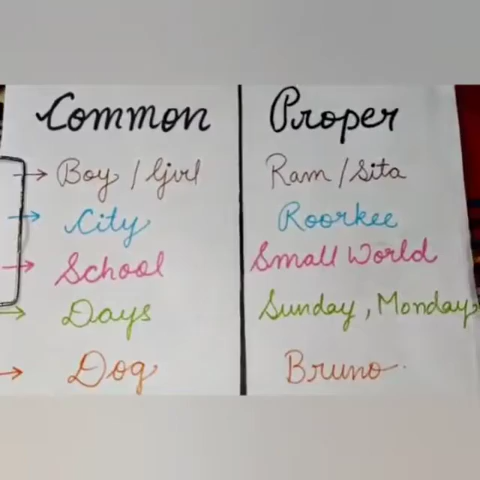 Common Proper
Boy / Girl Ram / Sita
City Roorkee
School Small World
Days Sunday, Monday
Dog Bruno